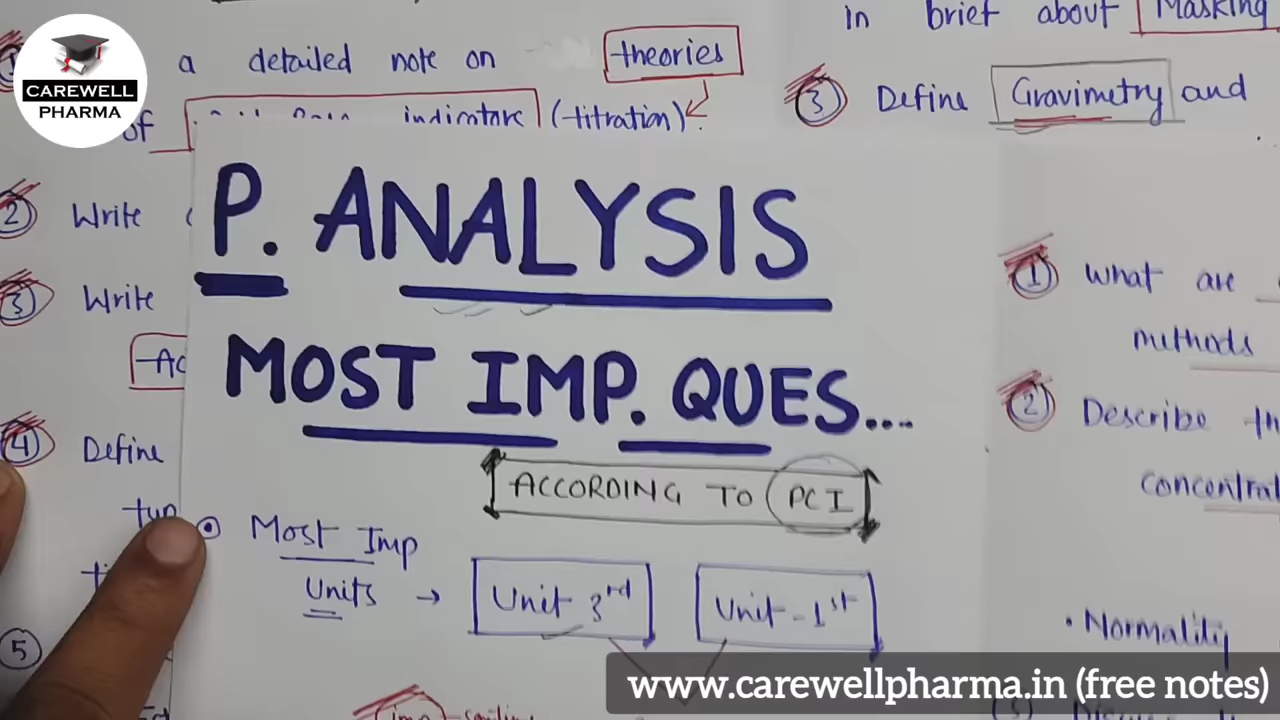 CAREWELL
PHARMA
a detailed note on theories
of indicators (titration)
2 Write
3 Write
4 Define
5
in brief about Masking
3 Define Gravimetry and
1 What are
methods
2 Describe
Normality
P. ANALYSIS
MOST IMP. QUES....
ACCORDING TO PCI
Most Imp
Units → Unit 3rd Unit - 1st
www.carewellpharma.in (free notes)